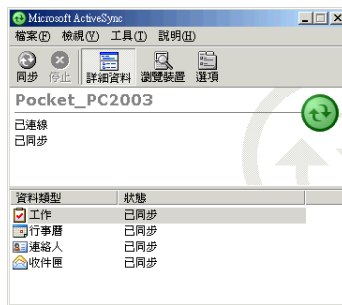 Microsoft ActiveSync
檔案(F) 檢視(V) 工具(T) 說明(H)
同步 停止 詳細資料 瀏覽裝置 選項
Pocket_PC2003
已連線
已同步
資料類型 狀態
工作 已同步
行事曆 已同步
連絡人 已同步
收件匣 已同步